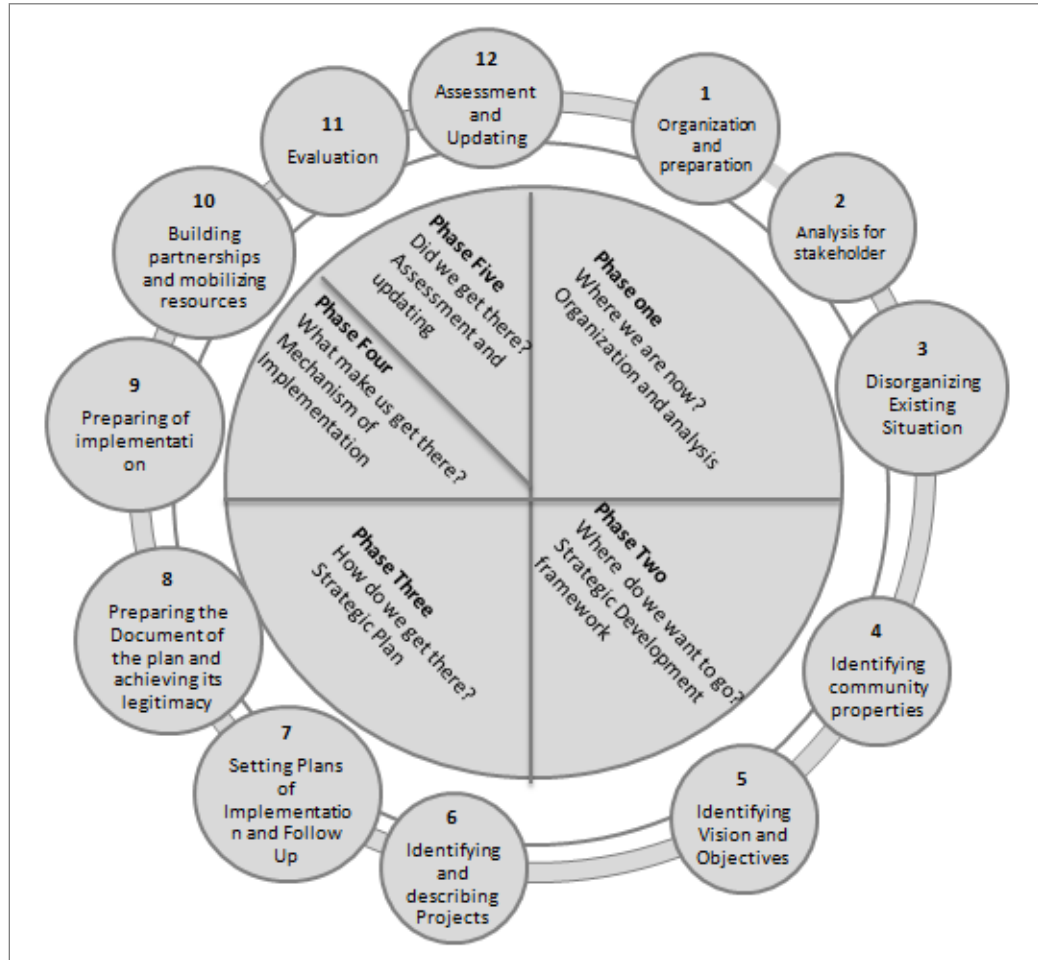 12
Assessment
and
Updating
1
Organization
and
preparation
2
Analysis for
stakeholder
3
Disorganizing
Existing
Situation
4
Identifying
community
properties
5
Identifying
Vision and
Objectives
6
Identifying
and
describing
Projects
7
Setting Plans
of
Implementatio
n and Follow
Up
8
Preparing the
Document of
the plan and
achieving its
legitimacy
9
Preparing of
implementati
on
10
Building
partnerships
and mobilizing
resources
11
Evaluation
Phase one
Where we are now?
Organization and analysis
Phase Two
Where do we want to go?
Strategic Development
framework
Phase Three
How do we get there?
Strategic Plan
Phase Four
What make us get there?
Mechanism of
Implementation
Phase Five
Did we get there?
Assessment and
updating